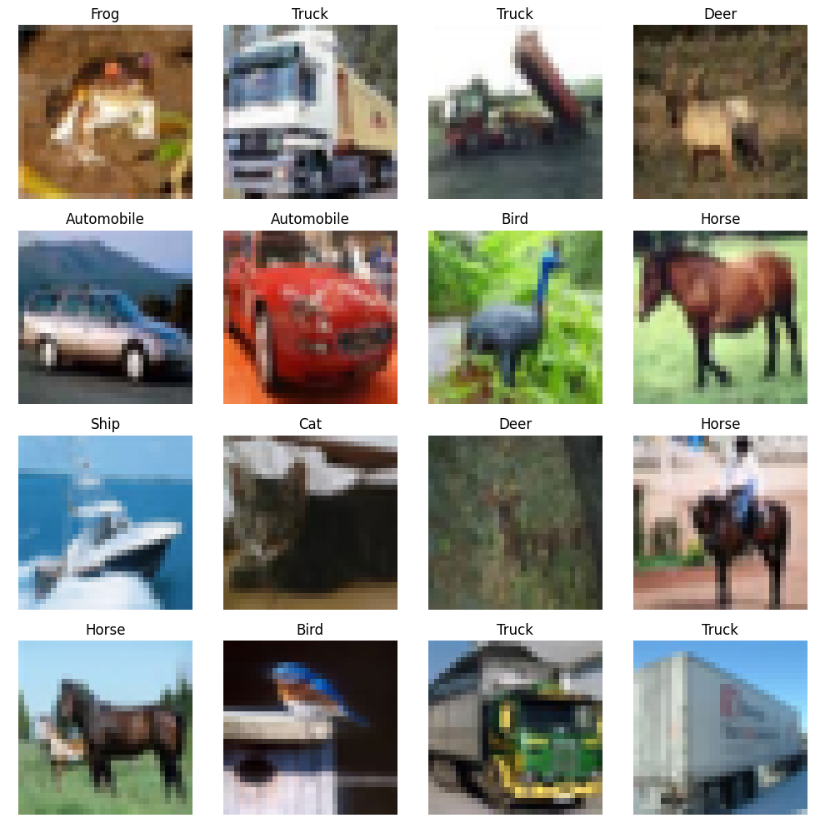 Frog Truck Truck Deer
Automobile Automobile Bird Horse
Ship Cat Deer Horse
Horse Bird Truck Truck